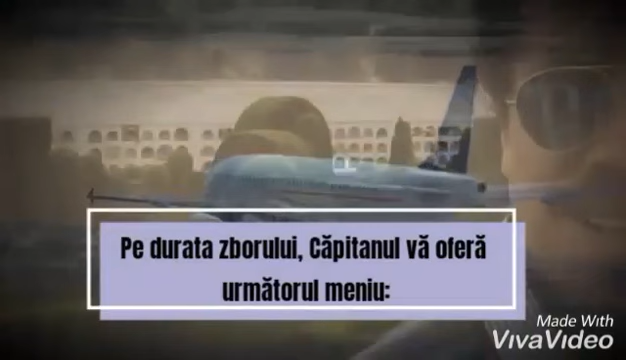 Pe durata zborului, Căpitanul vă oferă
următorul meniu:
Made With
VivaVideo